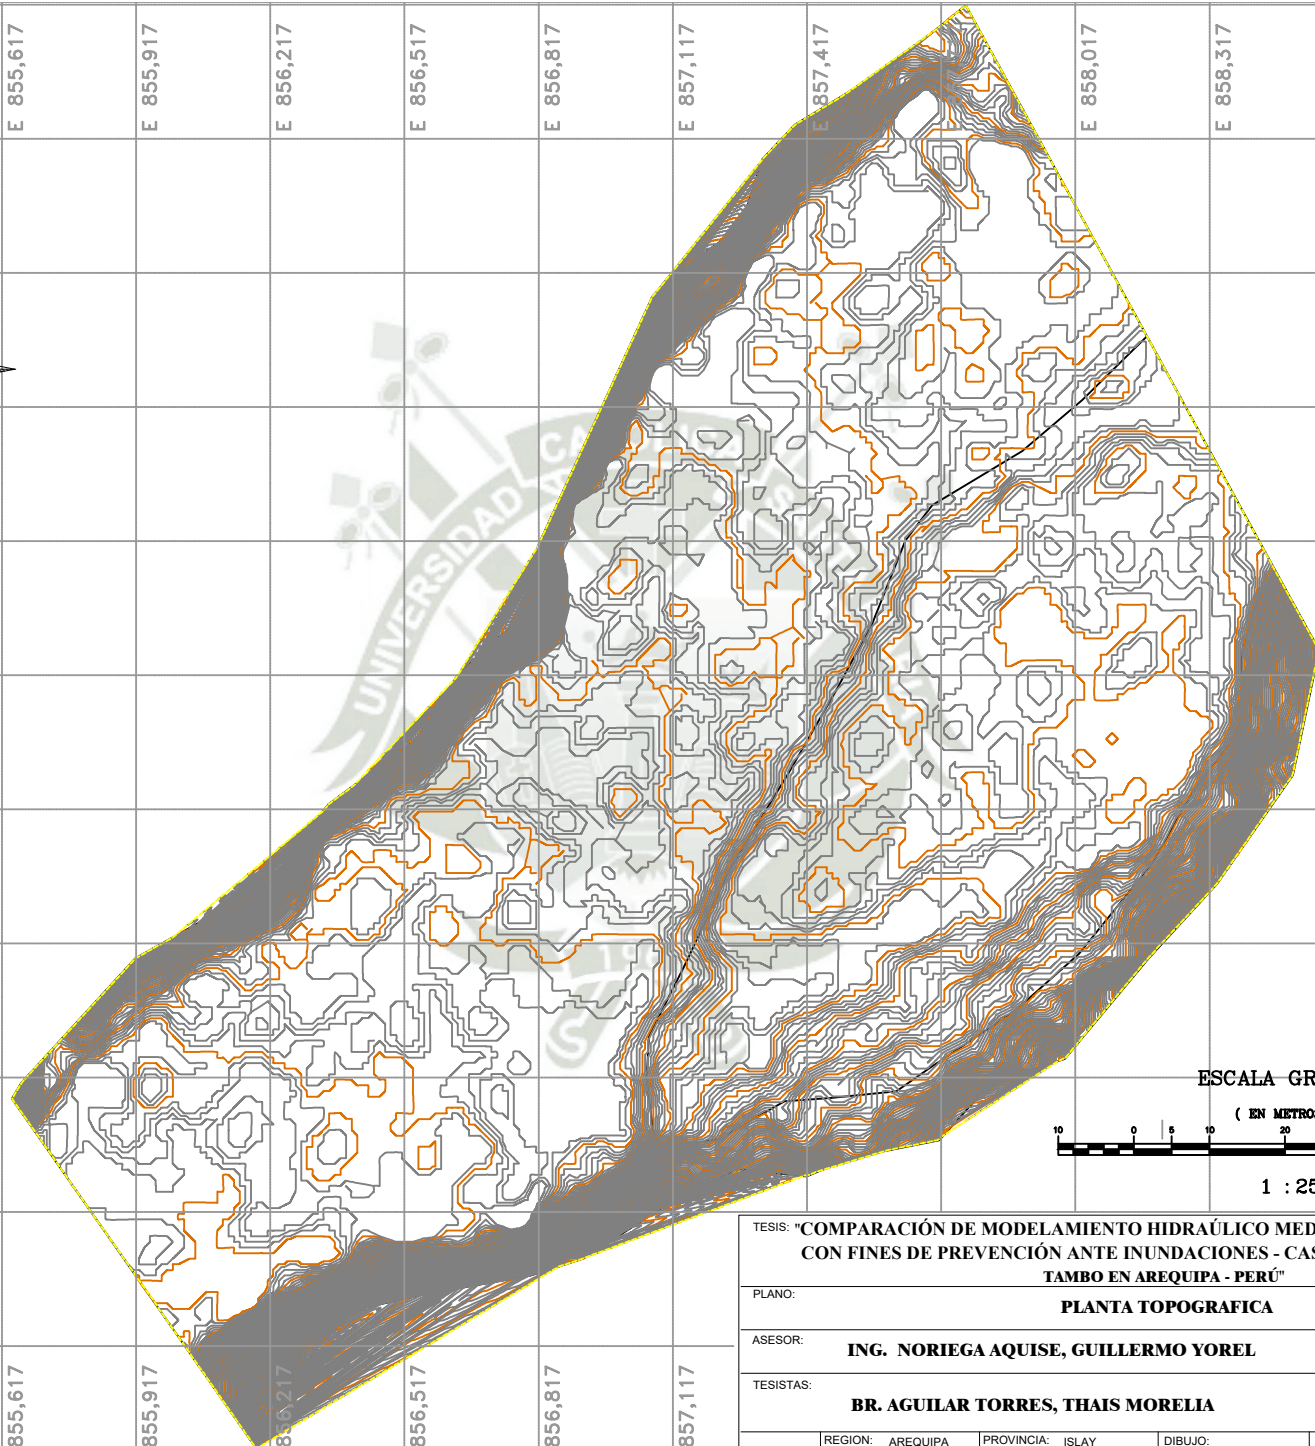 E 855,617
E 855,917
E 856,217
E 856,517
E 856,817
E 857,117
E 857,417
E
E 858,017
E 858,317
UNIVERSIDAD
ESCALA GR
( EN METROS
10 0 5 10 20
1 : 25
TESIS: "COMPARACIÓN DE MODELAMIENTO HIDRAÚLICO MED
CON FINES DE PREVENCIÓN ANTE INUNDACIONES - CAS
TAMBO EN AREQUIPA - PERÚ"
PLANO:
PLANTA TOPOGRAFICA
ASESOR:
ING. NORIEGA AQUISE, GUILLERMO YOREL
TESISTAS:
BR. AGUILAR TORRES, THAIS MORELIA
REGION: AREQUIPA PROVINCIA: ISLAY DIBUJO:
855,617
855,917
856,217
856,517
856,817
857,117